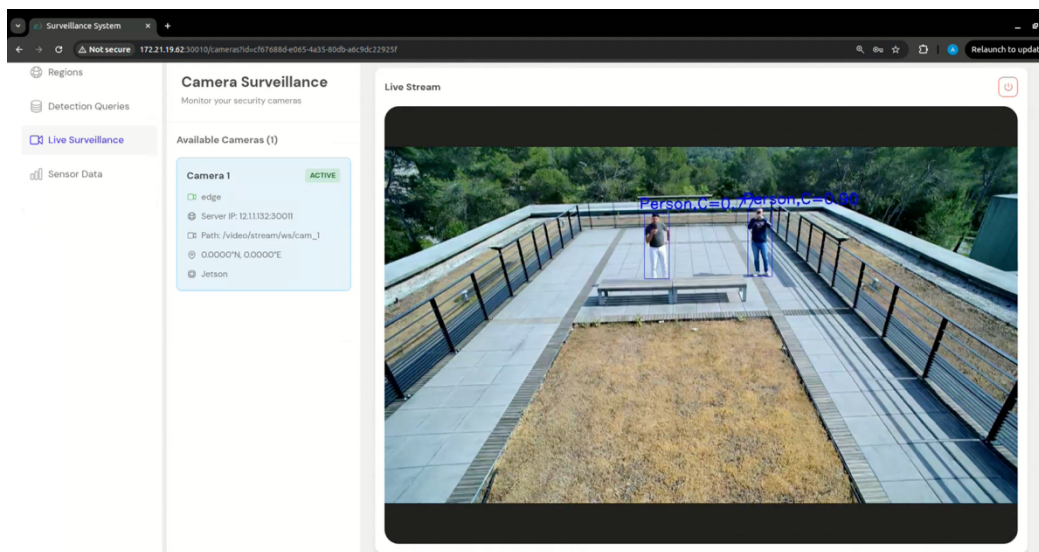 Surveillance System
Not secure 172.21.19.62:30010/cameras?id=cf67688d-e065-4a35-80db-a6c9dc22925f
Relaunch to updat
Regions
Detection Queries
Live Surveillance
Sensor Data
Camera Surveillance
Monitor your security cameras
Available Cameras (1)
Camera 1
ACTIVE
edge
Server IP: 12.1.1.132:30011
Path: /video/stream/ws/cam_1
0.0000°N, 0.0000°E
Jetson
Live Stream
Person,C=0.
Person,C=0.90